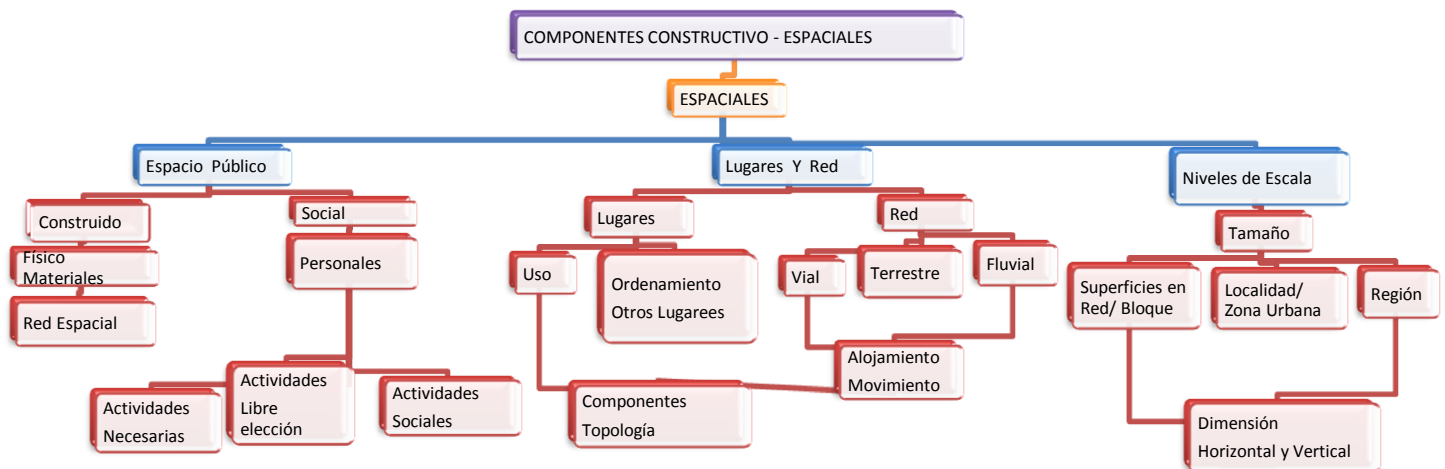 COMPONENTES CONSTRUCTIVO - ESPACIALES
ESPACIALES
Espacio Público
Lugares Y Red
Niveles de Escala
Construido
Social
Lugares
Red
Tamaño
Físico
Materiales
Personales
Uso
Ordenamiento
Otros Lugarees
Vial
Terrestre
Fluvial
Superficies en
Red/ Bloque
Localidad/
Zona Urbana
Región
Red Espacial
Alojamiento
Movimiento
Actividades
Necesarias
Actividades
Libre
elección
Actividades
Sociales
Componentes
Topología
Dimensión
Horizontal y Vertical